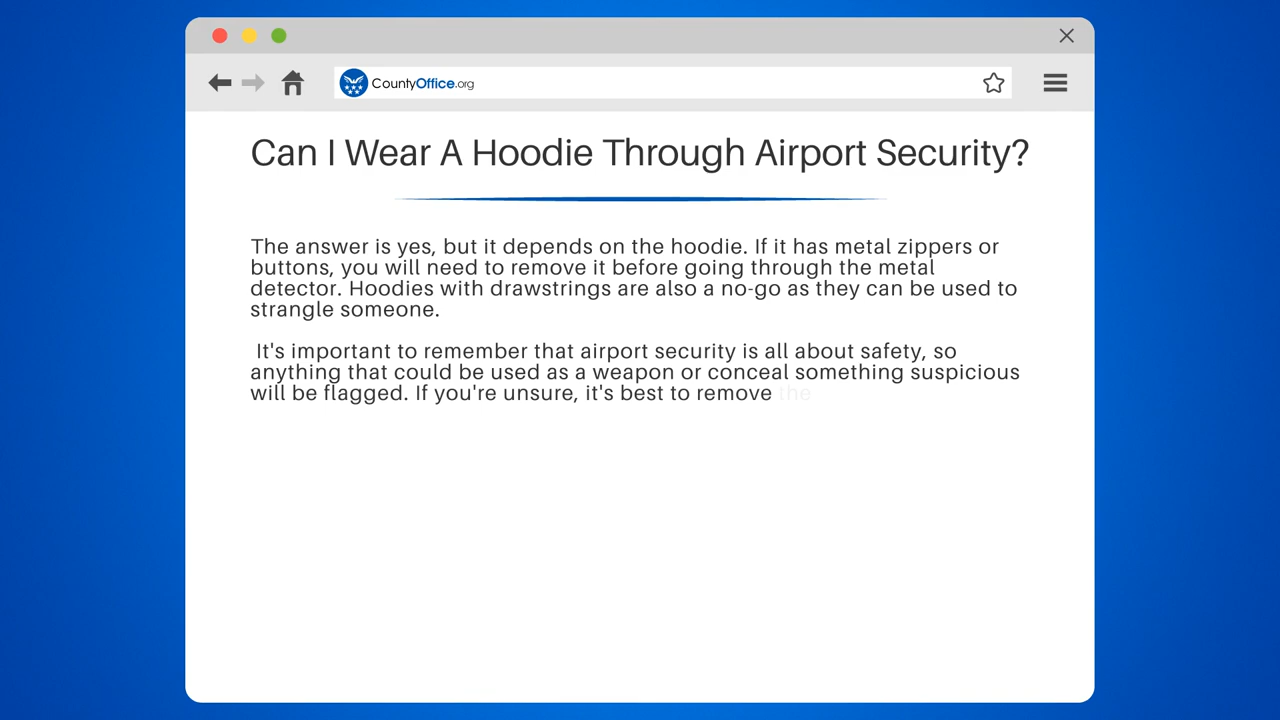 CountyOffice.org
Can I Wear A Hoodie Through Airport Security?
The answer is yes, but it depends on the hoodie. If it has metal zippers or
buttons, you will need to remove it before going through the metal
detector. Hoodies with drawstrings are also a no-go as they can be used to
strangle someone.
It's important to remember that airport security is all about safety, so
anything that could be used as a weapon or conceal something suspicious
will be flagged. If you're unsure, it's best to remove the